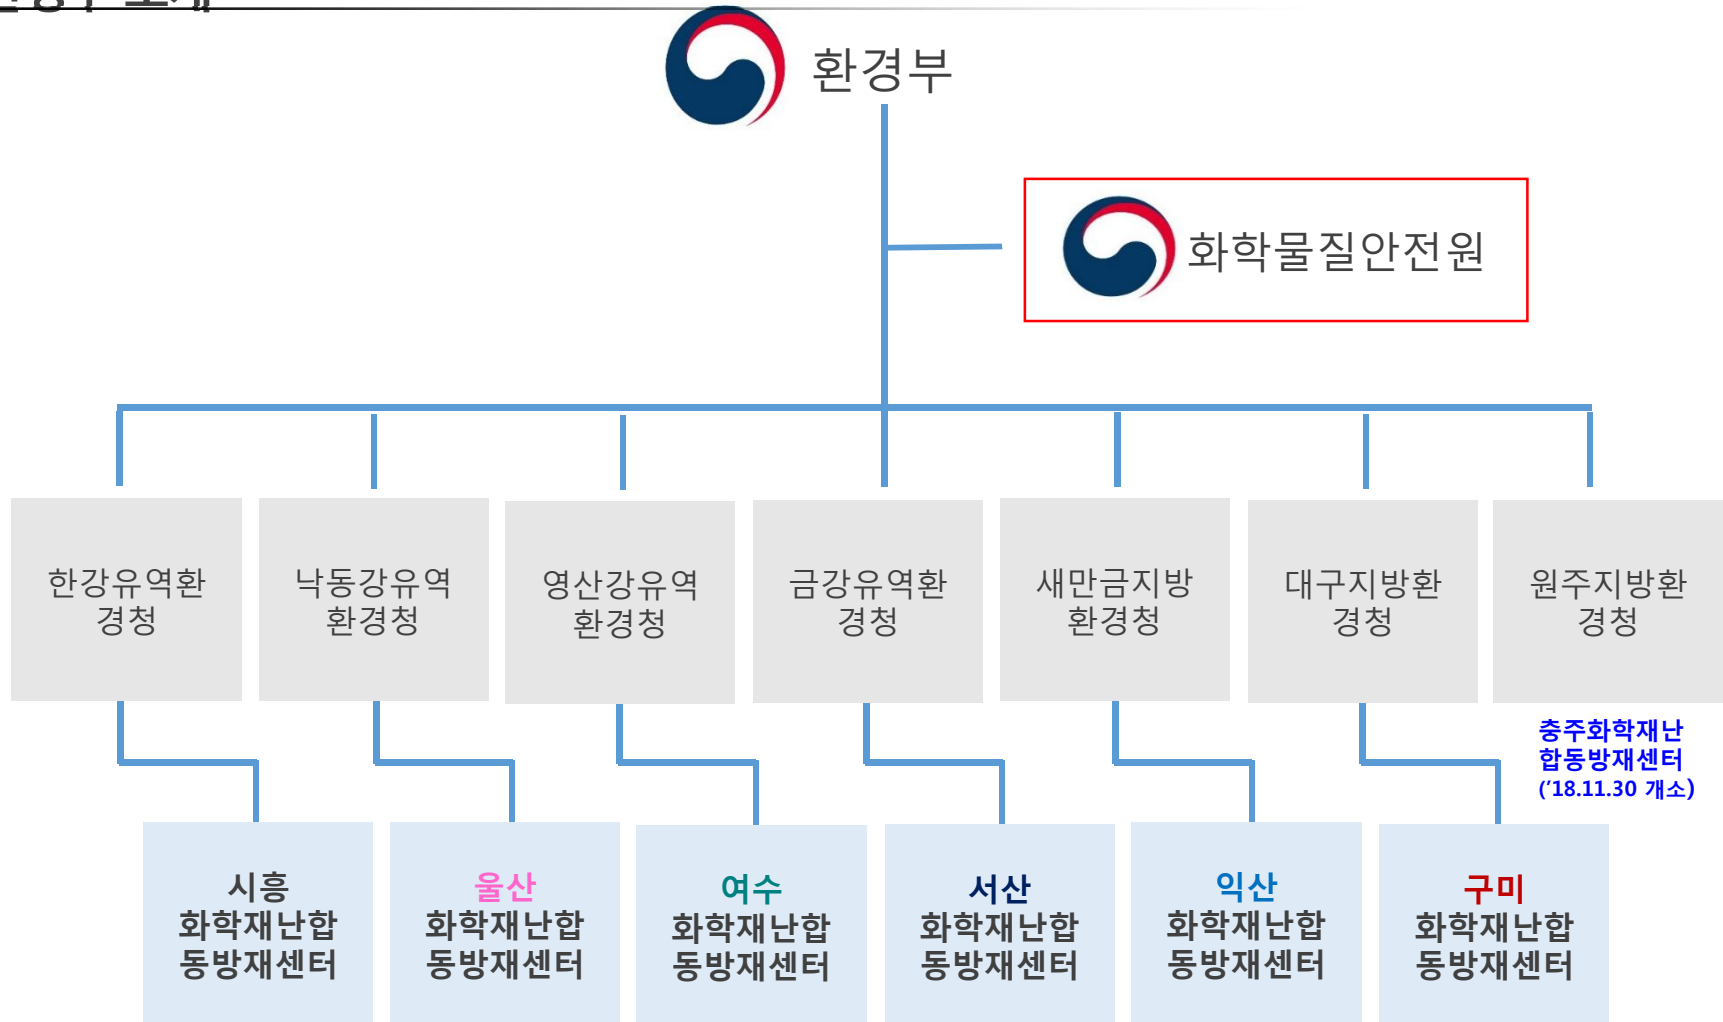 환경부
화학물질안전원
한강유역환
경청
낙동강유역
환경청
영산강유역
환경청
금강유역환
경청
새만금지방
환경청
대구지방환
경청
원주지방환
경청
충주화학재난
합동방재센터
('18.11.30 개소)
시흥
화학재난합
동방재센터
울산
화학재난합
동방재센터
여수
화학재난합
동방재센터
서산
화학재난합
동방재센터
익산
화학재난합
동방재센터
구미
화학재난합
동방재센터